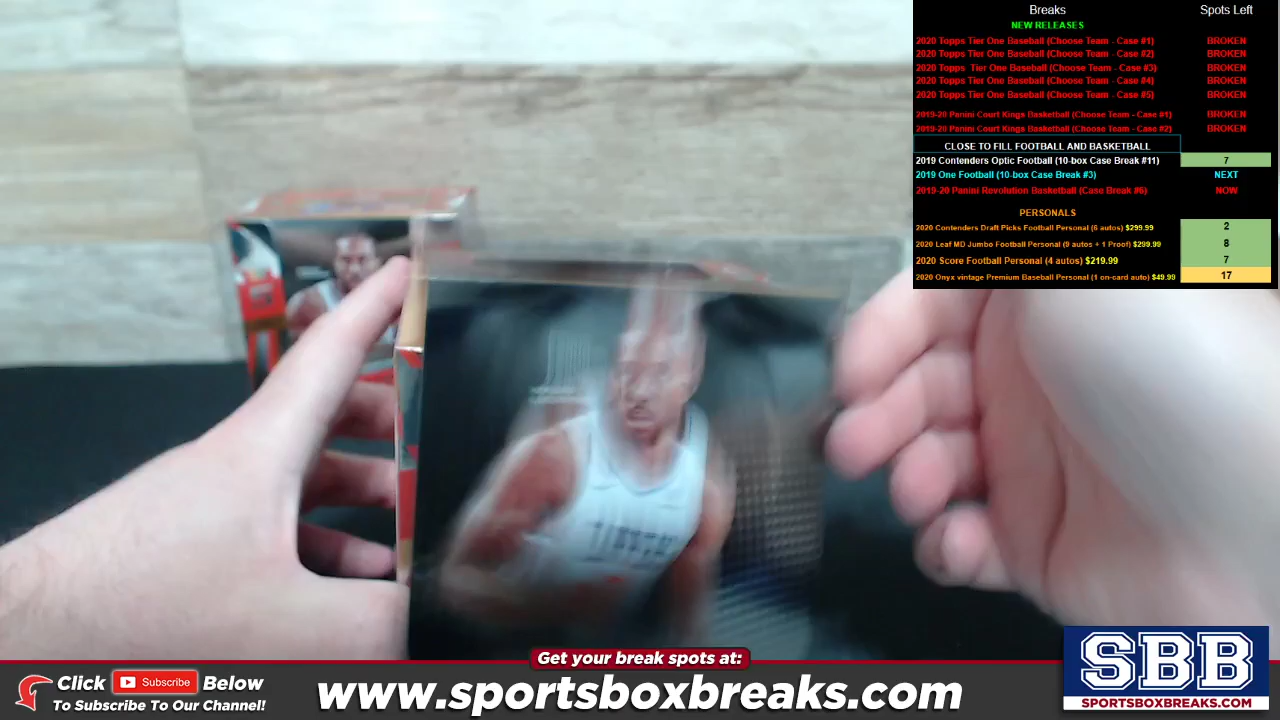 Breaks Spots Left
NEW RELEASES
2020 Topps Tier One Baseball (Choose Team - Case #1) BROKEN
2020 Topps Tier One Baseball (Choose Team - Case #2) BROKEN
2020 Topps Tier One Baseball (Choose Team - Case #3) BROKEN
2020 Topps Tier One Baseball (Choose Team - Case #4) BROKEN
2020 Topps Tier One Baseball (Choose Team - Case #5) BROKEN
2019-20 Panini Court Kings Basketball (Choose Team - Case #1) BROKEN
2019-20 Panini Court Kings Basketball (Choose Team - Case #2) BROKEN
CLOSE TO FILL FOOTBALL AND BASKETBALL
2019 Contenders Optic Football (10-box Case Break #11) 7
2019 One Football (10-box Case Break #3) NEXT
2019-20 Panini Revolution Basketball (Case Break #6) NOW
PERSONALS
2020 Contenders Draft Picks Football Personal (6 autos) $299.99 2
2020 Leaf MD Jumbo Football Personal (9 autos + 1 Proof) $299.99 8
2020 Score Football Personal (4 autos) $219.99 7
2020 Onyx vintage Premium Baseball Personal (1 on-card auto) $49.99 17
Get your break spots at:
Click Subscribe Below
To Subscribe To Our Channel!
www.sportsboxbreaks.com
SBB
SPORTSBOXBREAKS.COM